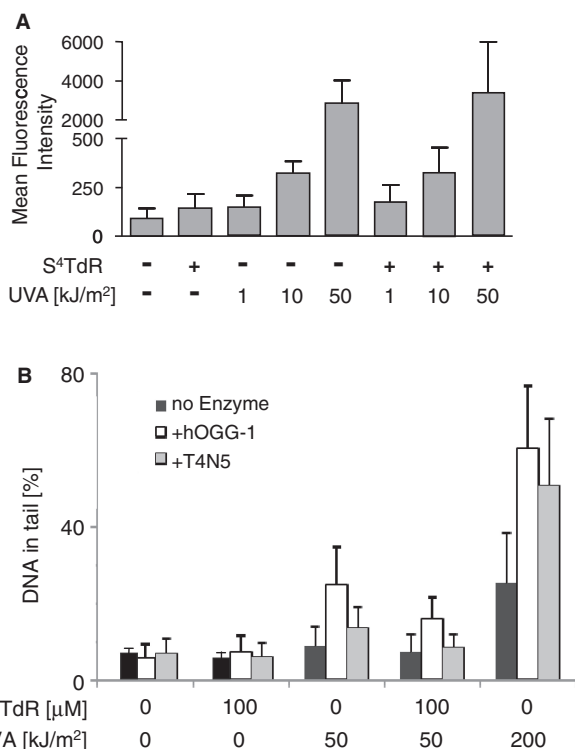 A
Mean Fluorescence
Intensity
6000
4000
2000
500
250
0
S⁴TdR - + - - - + + +
UVA [kJ/m²] - - 1 10 50 1 10 50
B
DNA in tail [%]
80
40
0
no Enzyme
+hOGG-1
+T4N5
TdR [µM] 0 100 0 100 0
VA [kJ/m²] 0 0 50 50 200